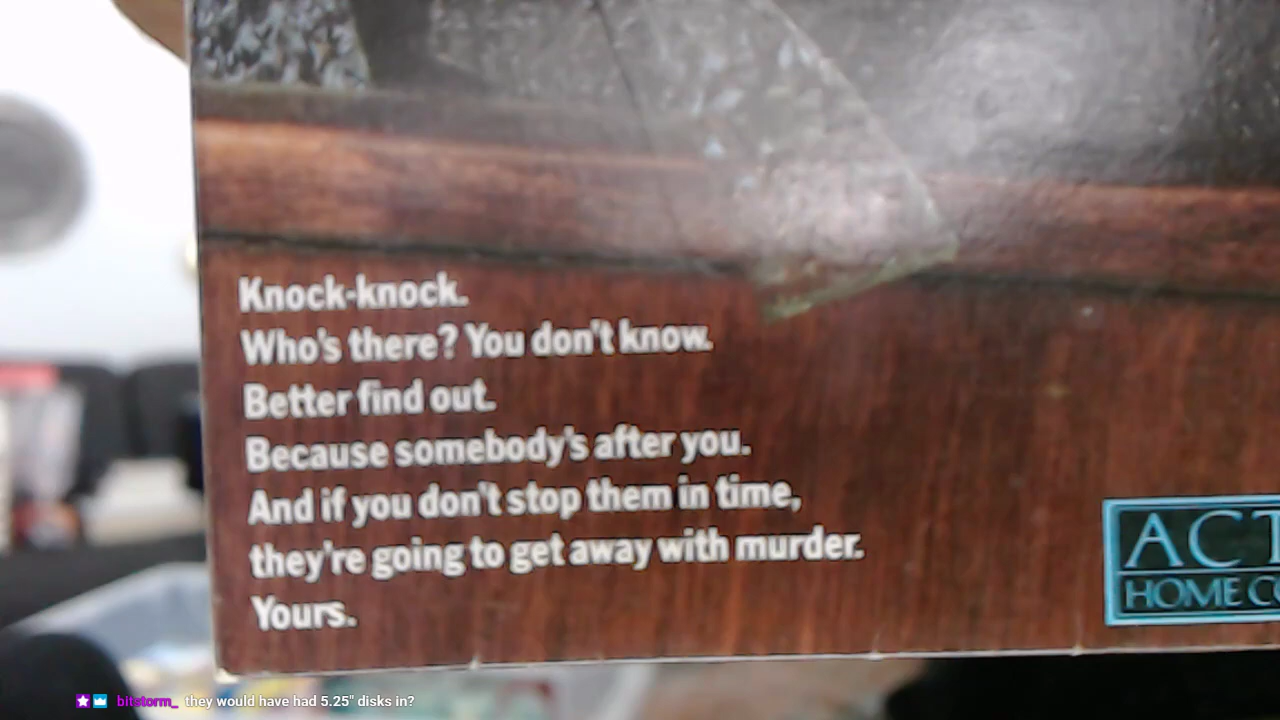 Knock-knock.
Who's there? You don't know.
Better find out.
Because somebody's after you.
And if you don't stop them in time,
they're going to get away with murder.
Yours.
ACT
HOME CO
bitstorm_ they would have had 5.25" disks in?